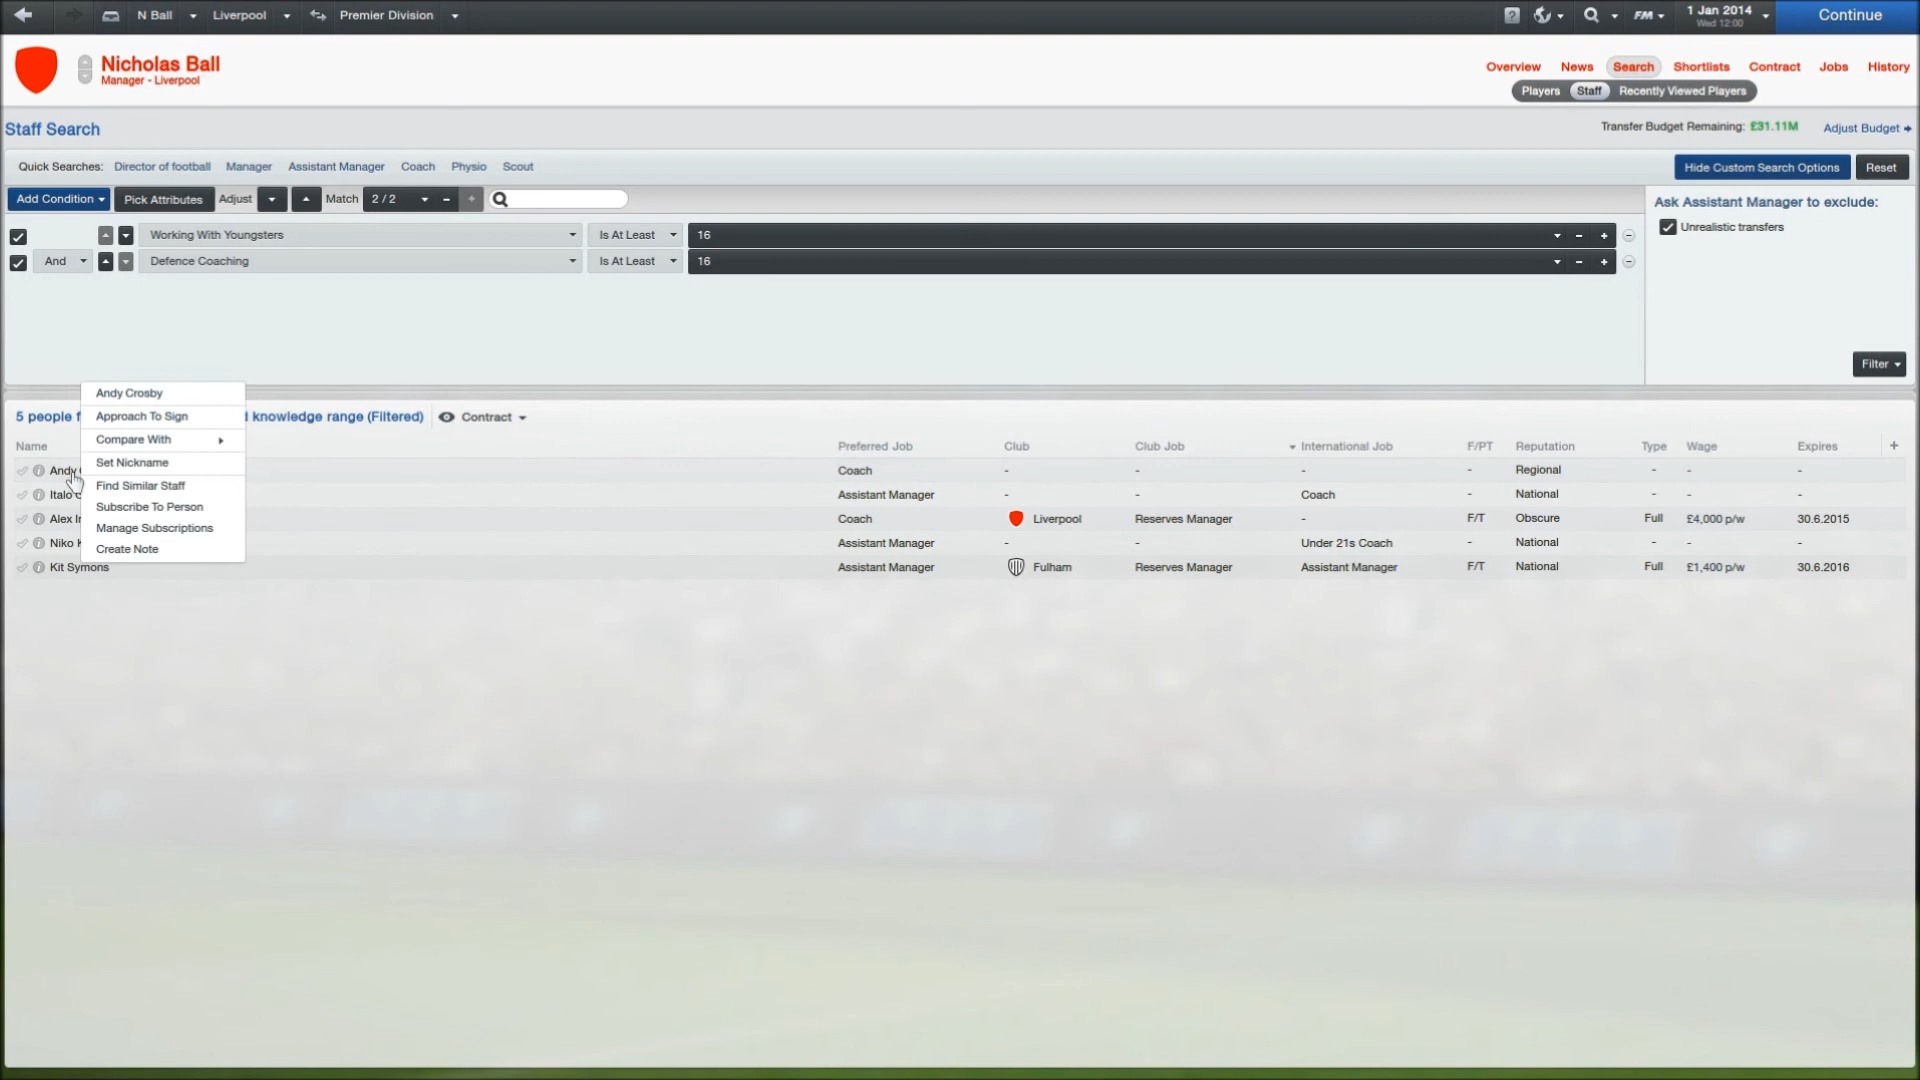 N Ball Liverpool Premier Division ? FM 1 Jan 2014 Continue
Wed 12:00
Nicholas Ball
Manager - Liverpool
Overview News Search Shortlists Contract Jobs History
Players Staff Recently Viewed Players
Staff Search
Transfer Budget Remaining: £31.11M Adjust Budget
Quick Searches: Director of football Manager Assistant Manager Coach Physio Scout
Hide Custom Search Options Reset
Add Condition Pick Attributes Adjust Match 2 / 2 - +
Ask Assistant Manager to exclude:
Unrealistic transfers
Working With Youngsters Is At Least 16 - +
And Defence Coaching Is At Least 16 - +
Filter
Andy Crosby
Approach To Sign
Compare With
Set Nickname
Find Similar Staff
Subscribe To Person
Manage Subscriptions
Create Note
5 people knowledge range (Filtered) Contract
Name Preferred Job Club Club Job International Job F/PT Reputation Type Wage Expires +
Andy Coach - - - - Regional - - -
Italo Assistant Manager - - Coach - National - - -
Alex Coach Liverpool Reserves Manager - F/T Obscure Full £4,000 p/w 30.6.2015
Niko Assistant Manager - - Under 21s Coach - National - - -
Kit Symons Assistant Manager Fulham Reserves Manager Assistant Manager F/T National Full £1,400 p/w 30.6.2016